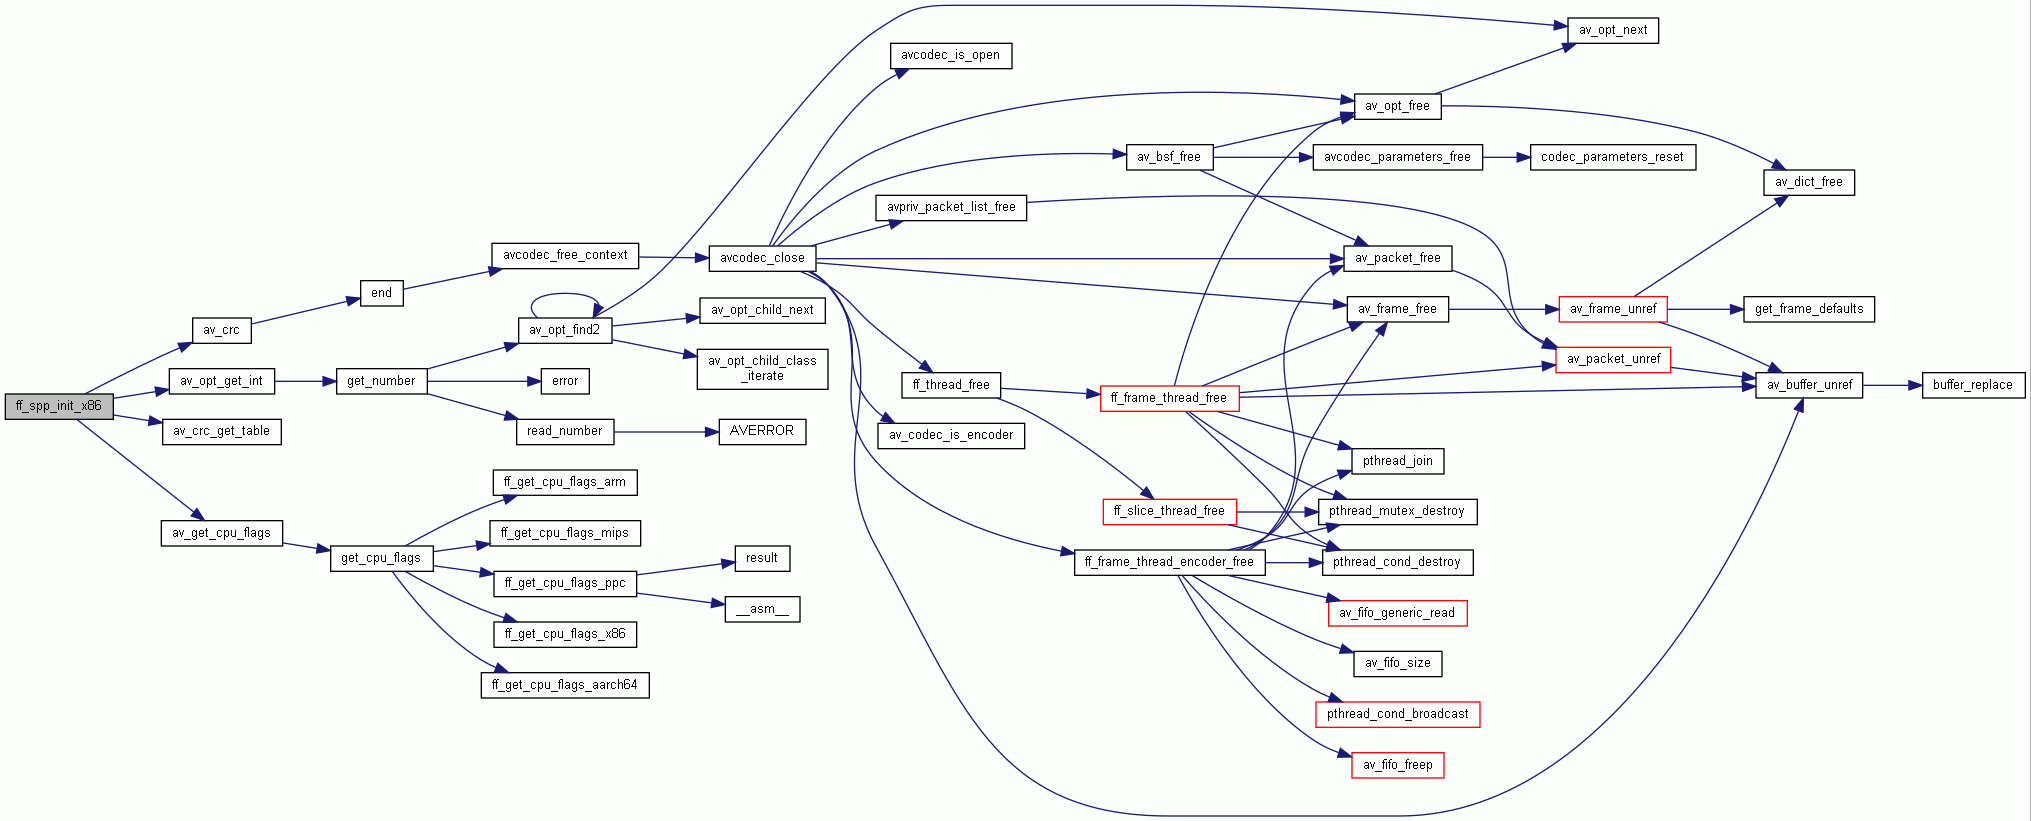 ff_spp_init_x86
av_crc
av_opt_get_int
av_crc_get_table
av_get_cpu_flags
end
get_number
get_cpu_flags
avcodec_free_context
av_opt_find2
error
read_number
ff_get_cpu_flags_arm
ff_get_cpu_flags_mips
ff_get_cpu_flags_ppc
ff_get_cpu_flags_x86
ff_get_cpu_flags_aarch64
avcodec_close
av_opt_child_next
av_opt_child_class
_iterate
AVERROR
result
__asm__
avcodec_is_open
avpriv_packet_list_free
ff_thread_free
av_codec_is_encoder
av_bsf_free
ff_frame_thread_free
ff_slice_thread_free
ff_frame_thread_encoder_free
av_opt_free
avcodec_parameters_free
av_packet_free
av_frame_free
pthread_join
pthread_mutex_destroy
pthread_cond_destroy
av_fifo_generic_read
av_fifo_size
pthread_cond_broadcast
av_fifo_freep
av_opt_next
codec_parameters_reset
av_frame_unref
av_packet_unref
av_dict_free
get_frame_defaults
av_buffer_unref
buffer_replace